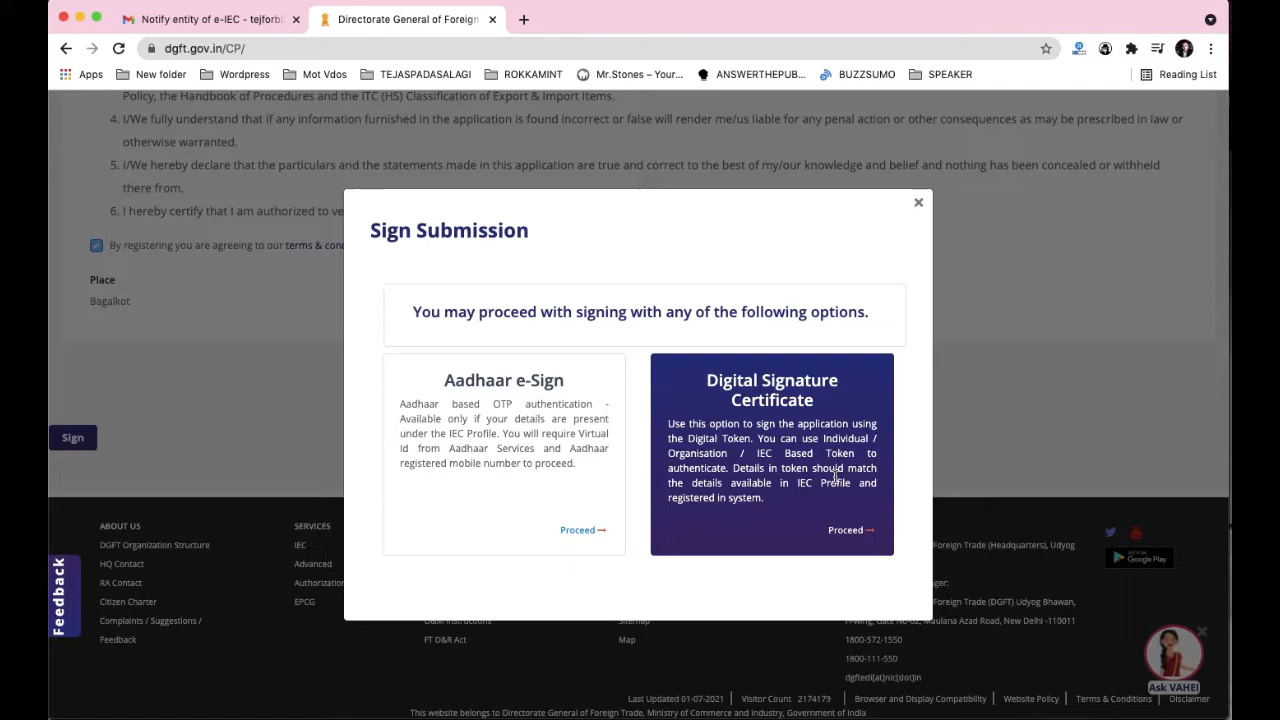 Notify entity of e-IEC - tejforbi
Directorate General of Foreign
dgft.gov.in/CP/
Apps
New folder
Wordpress
Mot Vdos
TEJASPADASALAGI
ROKKAMINT
Mr.Stones – Your...
ANSWERTHEPUB...
BUZZSUMO
SPEAKER
Reading List
Policy, the Handbook of Procedures and the ITC (HS) Classification of Export & Import Items.
4. I/We fully understand that if any information furnished in the application is found incorrect or false will render me/us liable for any penal action or other consequences as may be prescribed in law or
otherwise warranted.
5. I/We hereby declare that the particulars and the statements made in this application are true and correct to the best of my/our knowledge and belief and nothing has been concealed or withheld
there from.
6. I hereby certify that I am authorized to ve
By registering you are agreeing to our terms & cond
Place
Bagalkot
Sign
Sign Submission
You may proceed with signing with any of the following options.
Aadhaar e-Sign
Aadhaar based OTP authentication -
Available only if your details are present
under the IEC Profile. You will require Virtual
Id from Aadhaar Services and Aadhaar
registered mobile number to proceed.
Proceed
Digital Signature
Certificate
Use this option to sign the application using
the Digital Token. You can use Individual /
Organisation / IEC Based Token to
authenticate. Details in token should match
the details available in IEC Profile and
registered in system.
Proceed
Feedback
ABOUT US
DGFT Organization Structure
HQ Contact
RA Contact
Citizen Charter
Complaints / Suggestions /
Feedback
SERVICES
IEC
Advanced
Authorization
EPCG
FT D&R Act
Sitemap
Map
Foreign Trade (Headquarters), Udyog
ger:
Foreign Trade (DGFT) Udyog Bhawan,
H-Wing, Gate No-02, Maulana Azad Road, New Delhi -110011
1800-572-1550
1800-111-550
dgftedi[at]nic[dot]in
Google Play
Ask VAHEI
Last Updated 01-07-2021
Visitor Count 2174179
Browser and Display Compatibility
Website Policy
Terms & Conditions
Disclaimer
This website belongs to Directorate General of Foreign Trade, Ministry of Commerce and Industry, Government of India